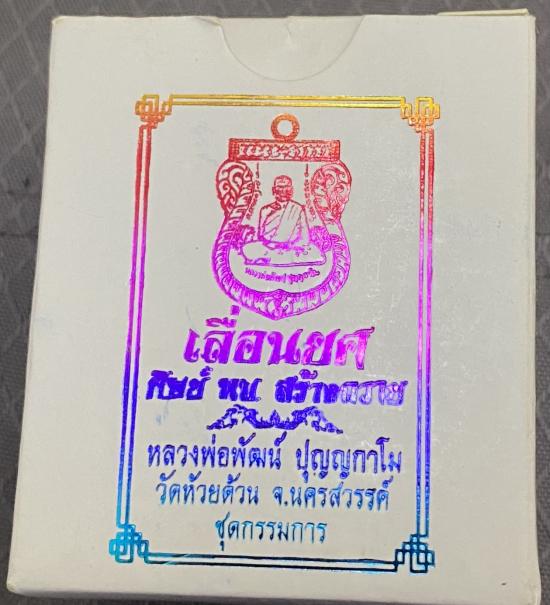 เลื่อนยศ
ศิษย์ พบ. สร้างถวาย
หลวงพ่อพัฒน์ ปุญญกาโม
วัดห้วยด้วน จ.นครสวรรค์
ชุดกรรมการ